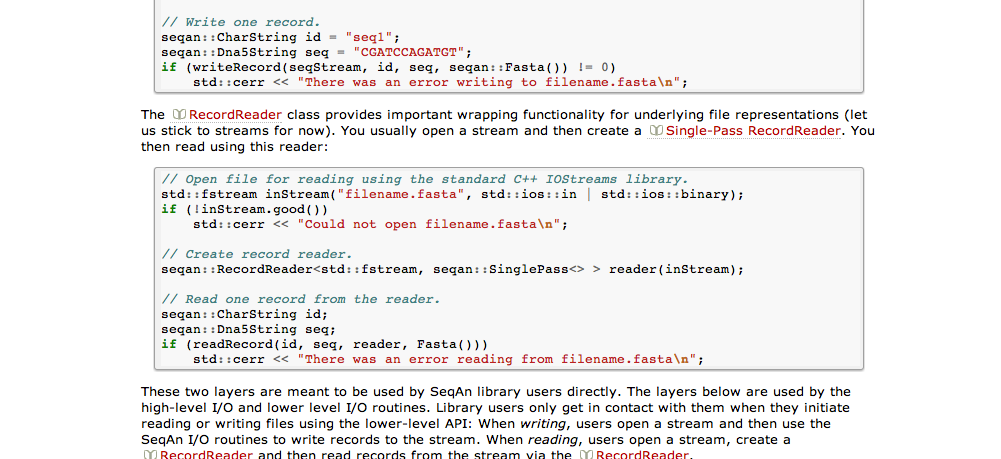 // Write one record.
seqan::CharString id = "seq1";
seqan::Dna5String seq = "CGATCCAGATGT";
if (writeRecord(seqStream, id, seq, seqan::Fasta()) != 0)
    std::cerr << "There was an error writing to filename.fasta\n";
The RecordReader class provides important wrapping functionality for underlying file representations (let
us stick to streams for now). You usually open a stream and then create a Single-Pass RecordReader. You
then read using this reader:
// Open file for reading using the standard C++ IOStreams library.
std::fstream inStream("filename.fasta", std::ios::in | std::ios::binary);
if (!inStream.good())
    std::cerr << "Could not open filename.fasta\n";
// Create record reader.
seqan::RecordReader<std::fstream, seqan::SinglePass<> > reader(inStream);
// Read one record from the reader.
seqan::CharString id;
seqan::Dna5String seq;
if (readRecord(id, seq, reader, Fasta()))
    std::cerr << "There was an error reading from filename.fasta\n";
These two layers are meant to be used by SeqAn library users directly. The layers below are used by the
high-level I/O and lower level I/O routines. Library users only get in contact with them when they initiate
reading or writing files using the lower-level API: When writing, users open a stream and then use the
SeqAn I/O routines to write records to the stream. When reading, users open a stream, create a
RecordReader and then read records from the stream via the RecordReader.